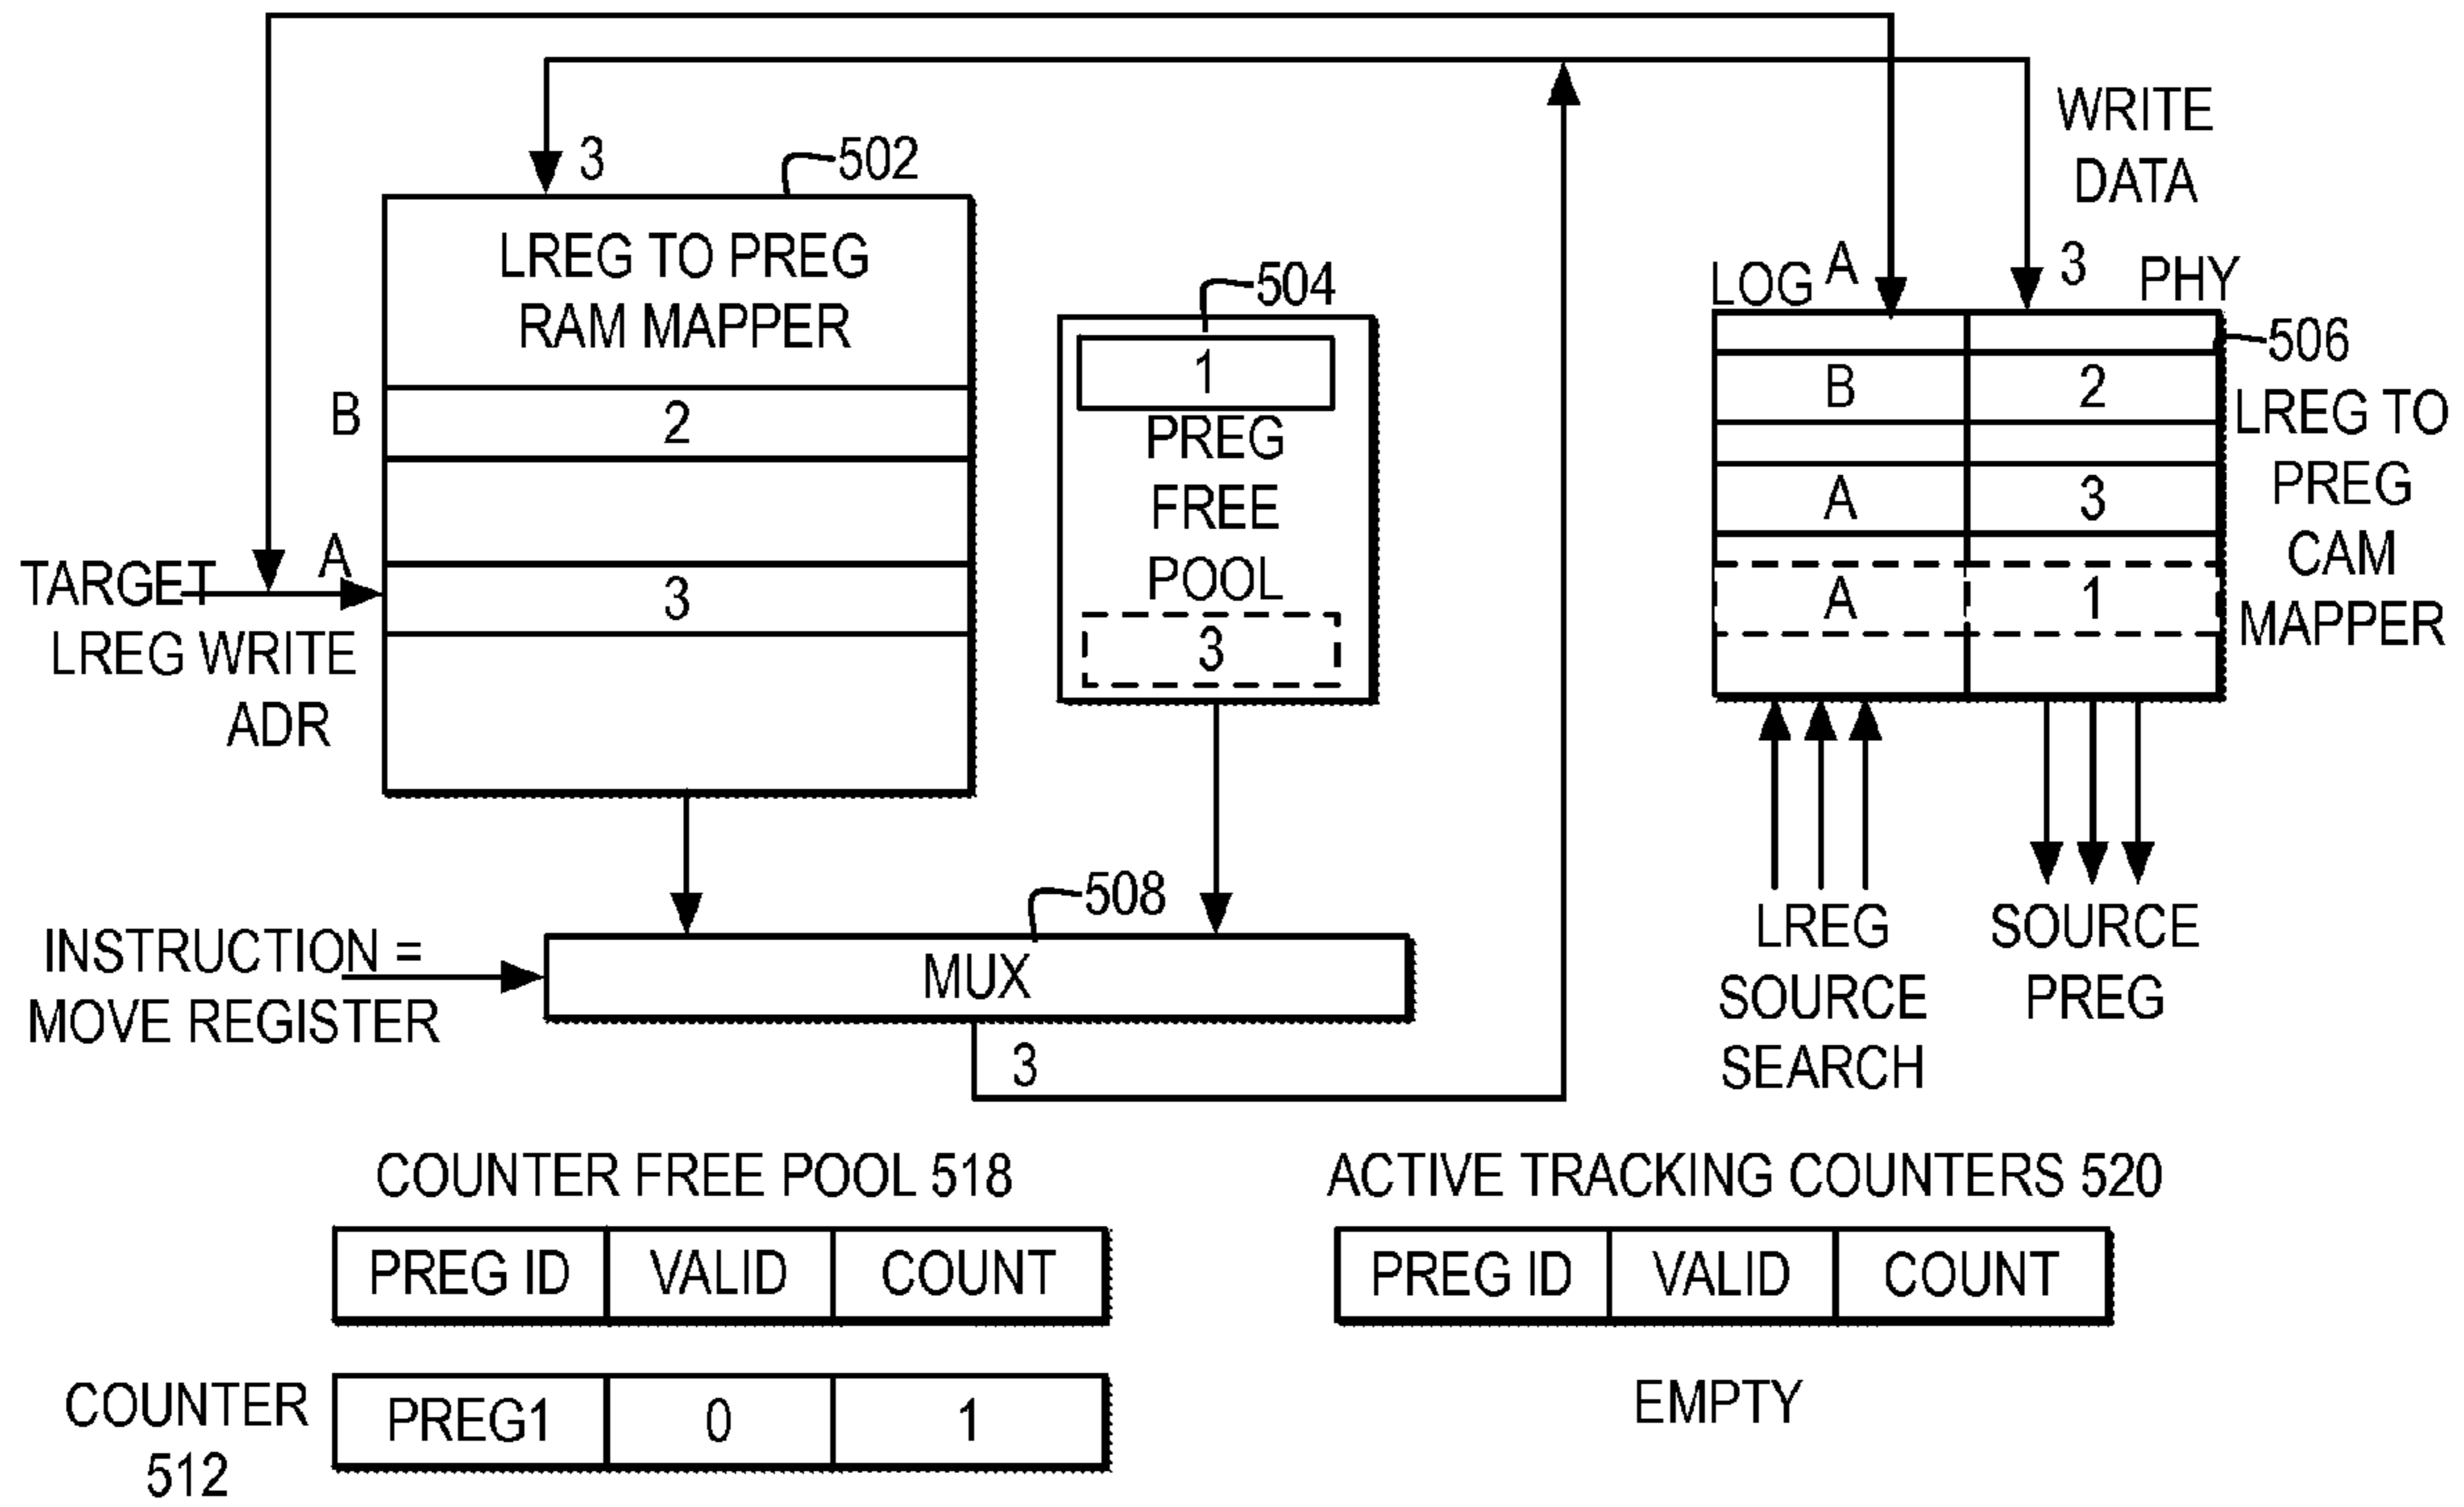 WRITE
DATA
3
502
LREG TO PREG
RAM MAPPER
504
1
PREG
FREE
POOL
3
LOG
A
3
PHY
506
B
2
LREG TO
PREG
CAM
MAPPER
A
3
A
1
B
2
A
3
TARGET
LREG WRITE
ADR
508
MUX
INSTRUCTION =
MOVE REGISTER
3
LREG
SOURCE
SEARCH
SOURCE
PREG
COUNTER FREE POOL 518
PREG ID VALID COUNT
COUNTER
512
PREG1 0 1
ACTIVE TRACKING COUNTERS 520
PREG ID VALID COUNT
EMPTY